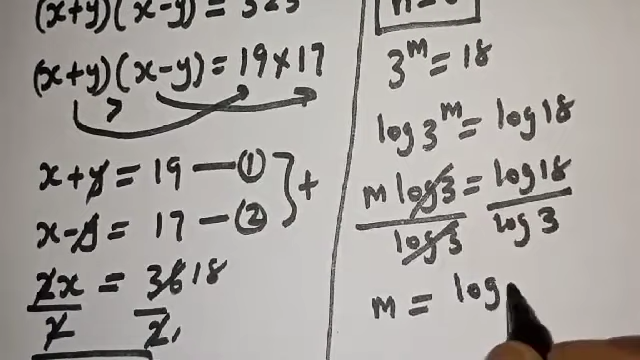 (x+y)(x-y) = 323
(x+y)(x-y) = 19×17
x+y = 19 — ①
x-y = 17 — ②
+
2x = 36 18
2 2
3^m = 18
log 3^m = log 18
m log 3 = log 18
log 3 log 3
m = log